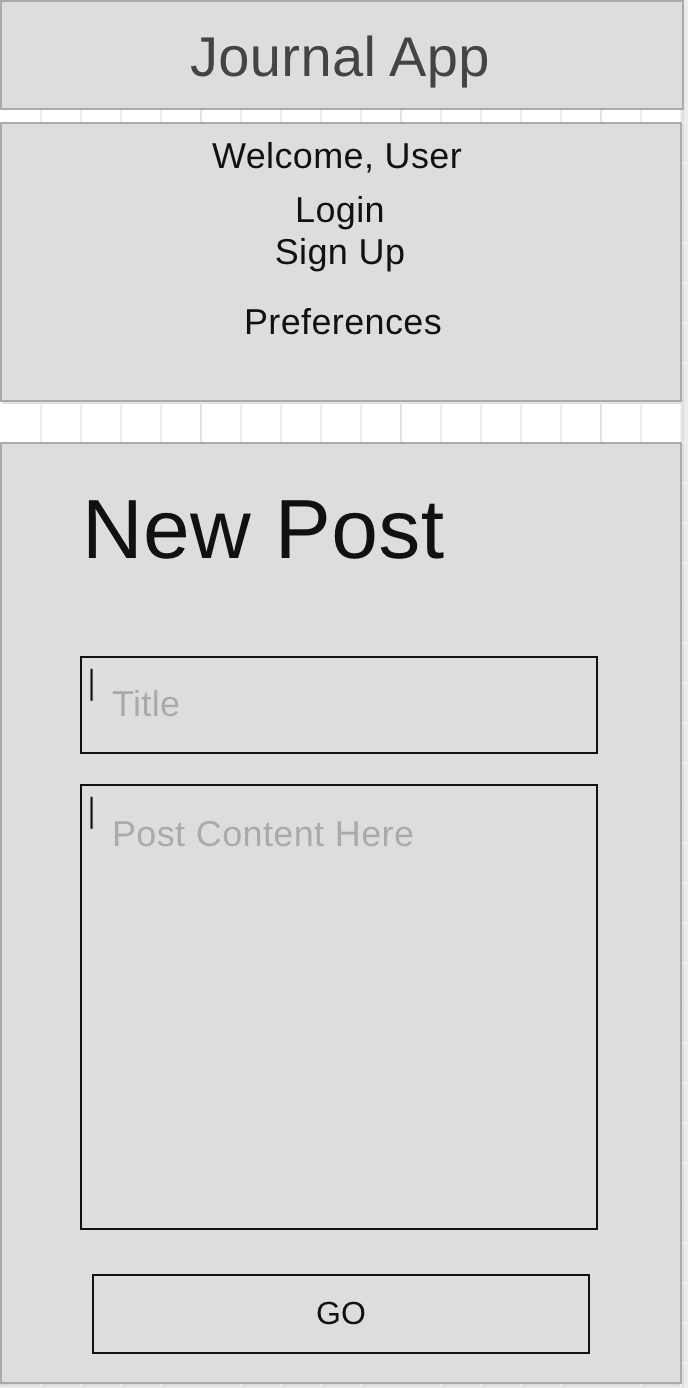 Journal App
Welcome, User
Login
Sign Up
Preferences
New Post
Title
Post Content Here
GO